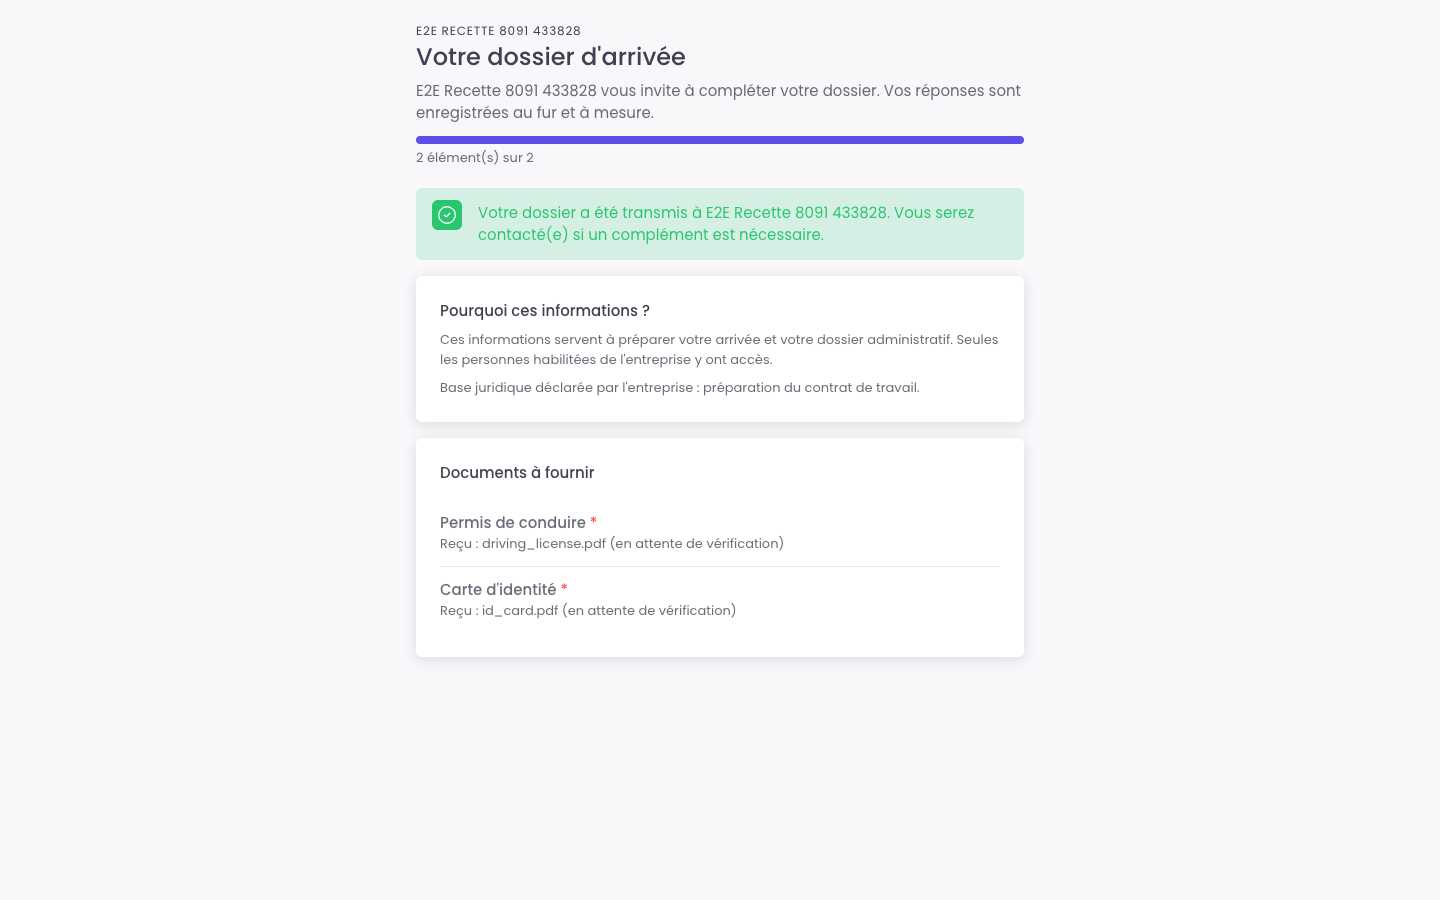 E2E RECETTE 8091 433828
Votre dossier d'arrivée
E2E Recette 8091 433828 vous invite à compléter votre dossier. Vos réponses sont
enregistrées au fur et à mesure.
2 élément(s) sur 2
Votre dossier a été transmis à E2E Recette 8091 433828. Vous serez
contacté(e) si un complément est nécessaire.
Pourquoi ces informations ?
Ces informations servent à préparer votre arrivée et votre dossier administratif. Seules
les personnes habilitées de l'entreprise y ont accès.
Base juridique déclarée par l'entreprise : préparation du contrat de travail.
Documents à fournir
Permis de conduire *
Reçu : driving_license.pdf (en attente de vérification)
Carte d'identité *
Reçu : id_card.pdf (en attente de vérification)